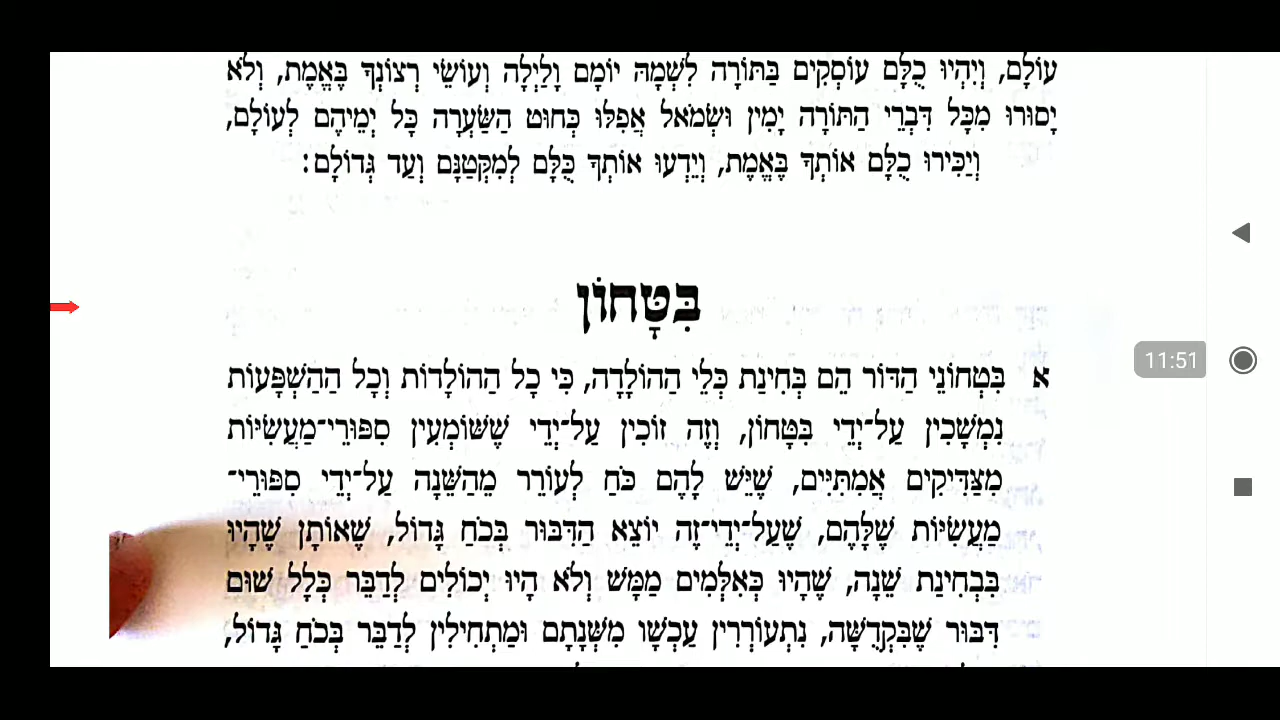 עוֹלָם, וְיִהְיוּ כֻלָּם עוֹסְקִים בַּתּוֹרָה לִשְׁמָהּ יוֹמָם וָלַיְלָה וְעוֹשֵׂי רְצוֹנְךָ בֶּאֱמֶת, וְלֹא
יָסוּרוּ מִכָּל דִּבְרֵי הַתּוֹרָה יָמִין וּשְׂמֹאל אֲפִלּוּ כְּחוּט הַשַּׂעֲרָה כָּל יְמֵיהֶם לְעוֹלָם,
וְיַכִּירוּ כֻלָּם אוֹתְךָ בֶּאֱמֶת, וְיֵדְעוּ אוֹתְךָ כֻּלָּם לְמִקְּטַנָּם וְעַד גְּדוֹלָם:
בִּטָּחוֹן
א בִּטְחוֹנֵי הַדּוֹר הֵם בְּחִינַת כְּלֵי הַהוֹלָדָה, כִּי כָל הַהוֹלָדוֹת וְכָל הַהַשְׁפָּעוֹת
נִמְשָׁכִין עַל־יְדֵי בִּטָּחוֹן, וְזֶה זוֹכִין עַל־יְדֵי שֶׁשּׁוֹמְעִין סִפּוּרֵי־מַעֲשִׂיּוֹת
מִצַּדִּיקִים אֲמִתִּיִּים, שֶׁיֵּשׁ לָהֶם כֹּחַ לְעוֹרֵר מֵהַשֵּׁנָה עַל־יְדֵי סִפּוּרֵי־
מַעֲשִׂיּוֹת שֶׁלָּהֶם, שֶׁעַל־יְדֵי־זֶה יוֹצֵא הַדִּבּוּר בְּכֹחַ גָּדוֹל, שֶׁאוֹתָן שֶׁהָיוּ
בִּבְחִינַת שֵׁנָה, שֶׁהָיוּ כְּאִלְּמִים מַמָּשׁ וְלֹא הָיוּ יְכוֹלִים לְדַבֵּר כְּלָל שׁוּם
דִּבּוּר שֶׁבִּקְדֻשָּׁה, נִתְעוֹרְרִין עַכְשָׁו מִשְּׁנָתָם וּמַתְחִילִין לְדַבֵּר בְּכֹחַ גָּדוֹל,
11:51